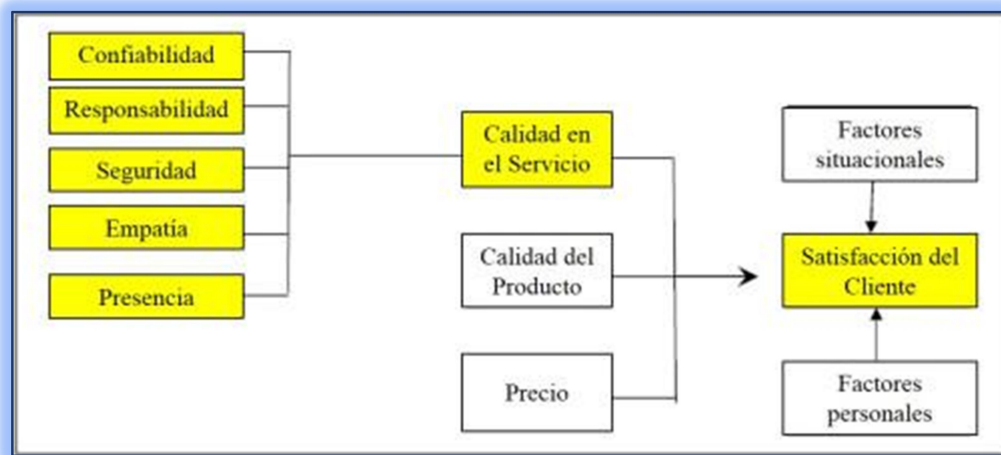 Confiabilidad
Responsabilidad
Seguridad
Empatía
Presencia
Calidad en
el Servicio
Calidad del
Producto
Precio
Factores
situacionales
Satisfacción del
Cliente
Factores
personales